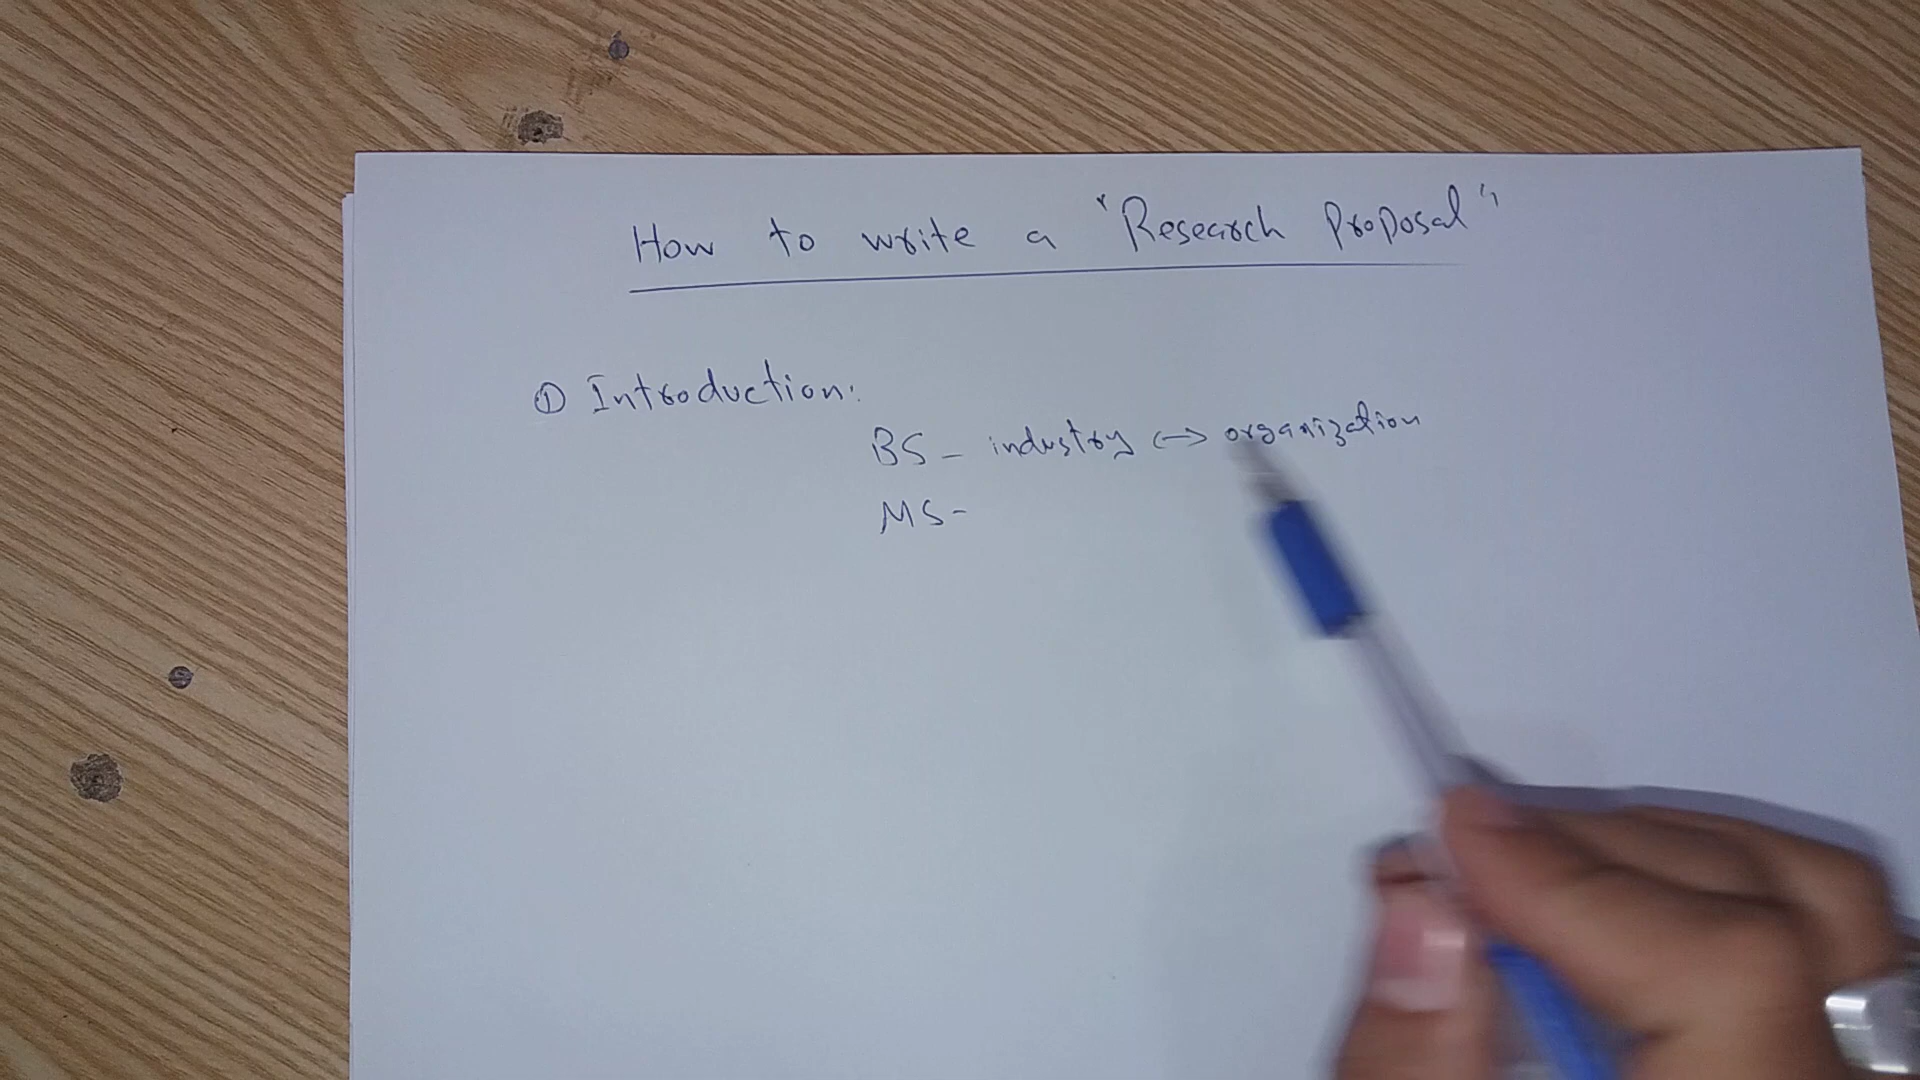 How to write a "Research Proposal"
① Introduction:
BS - industry ↔ organization
MS -